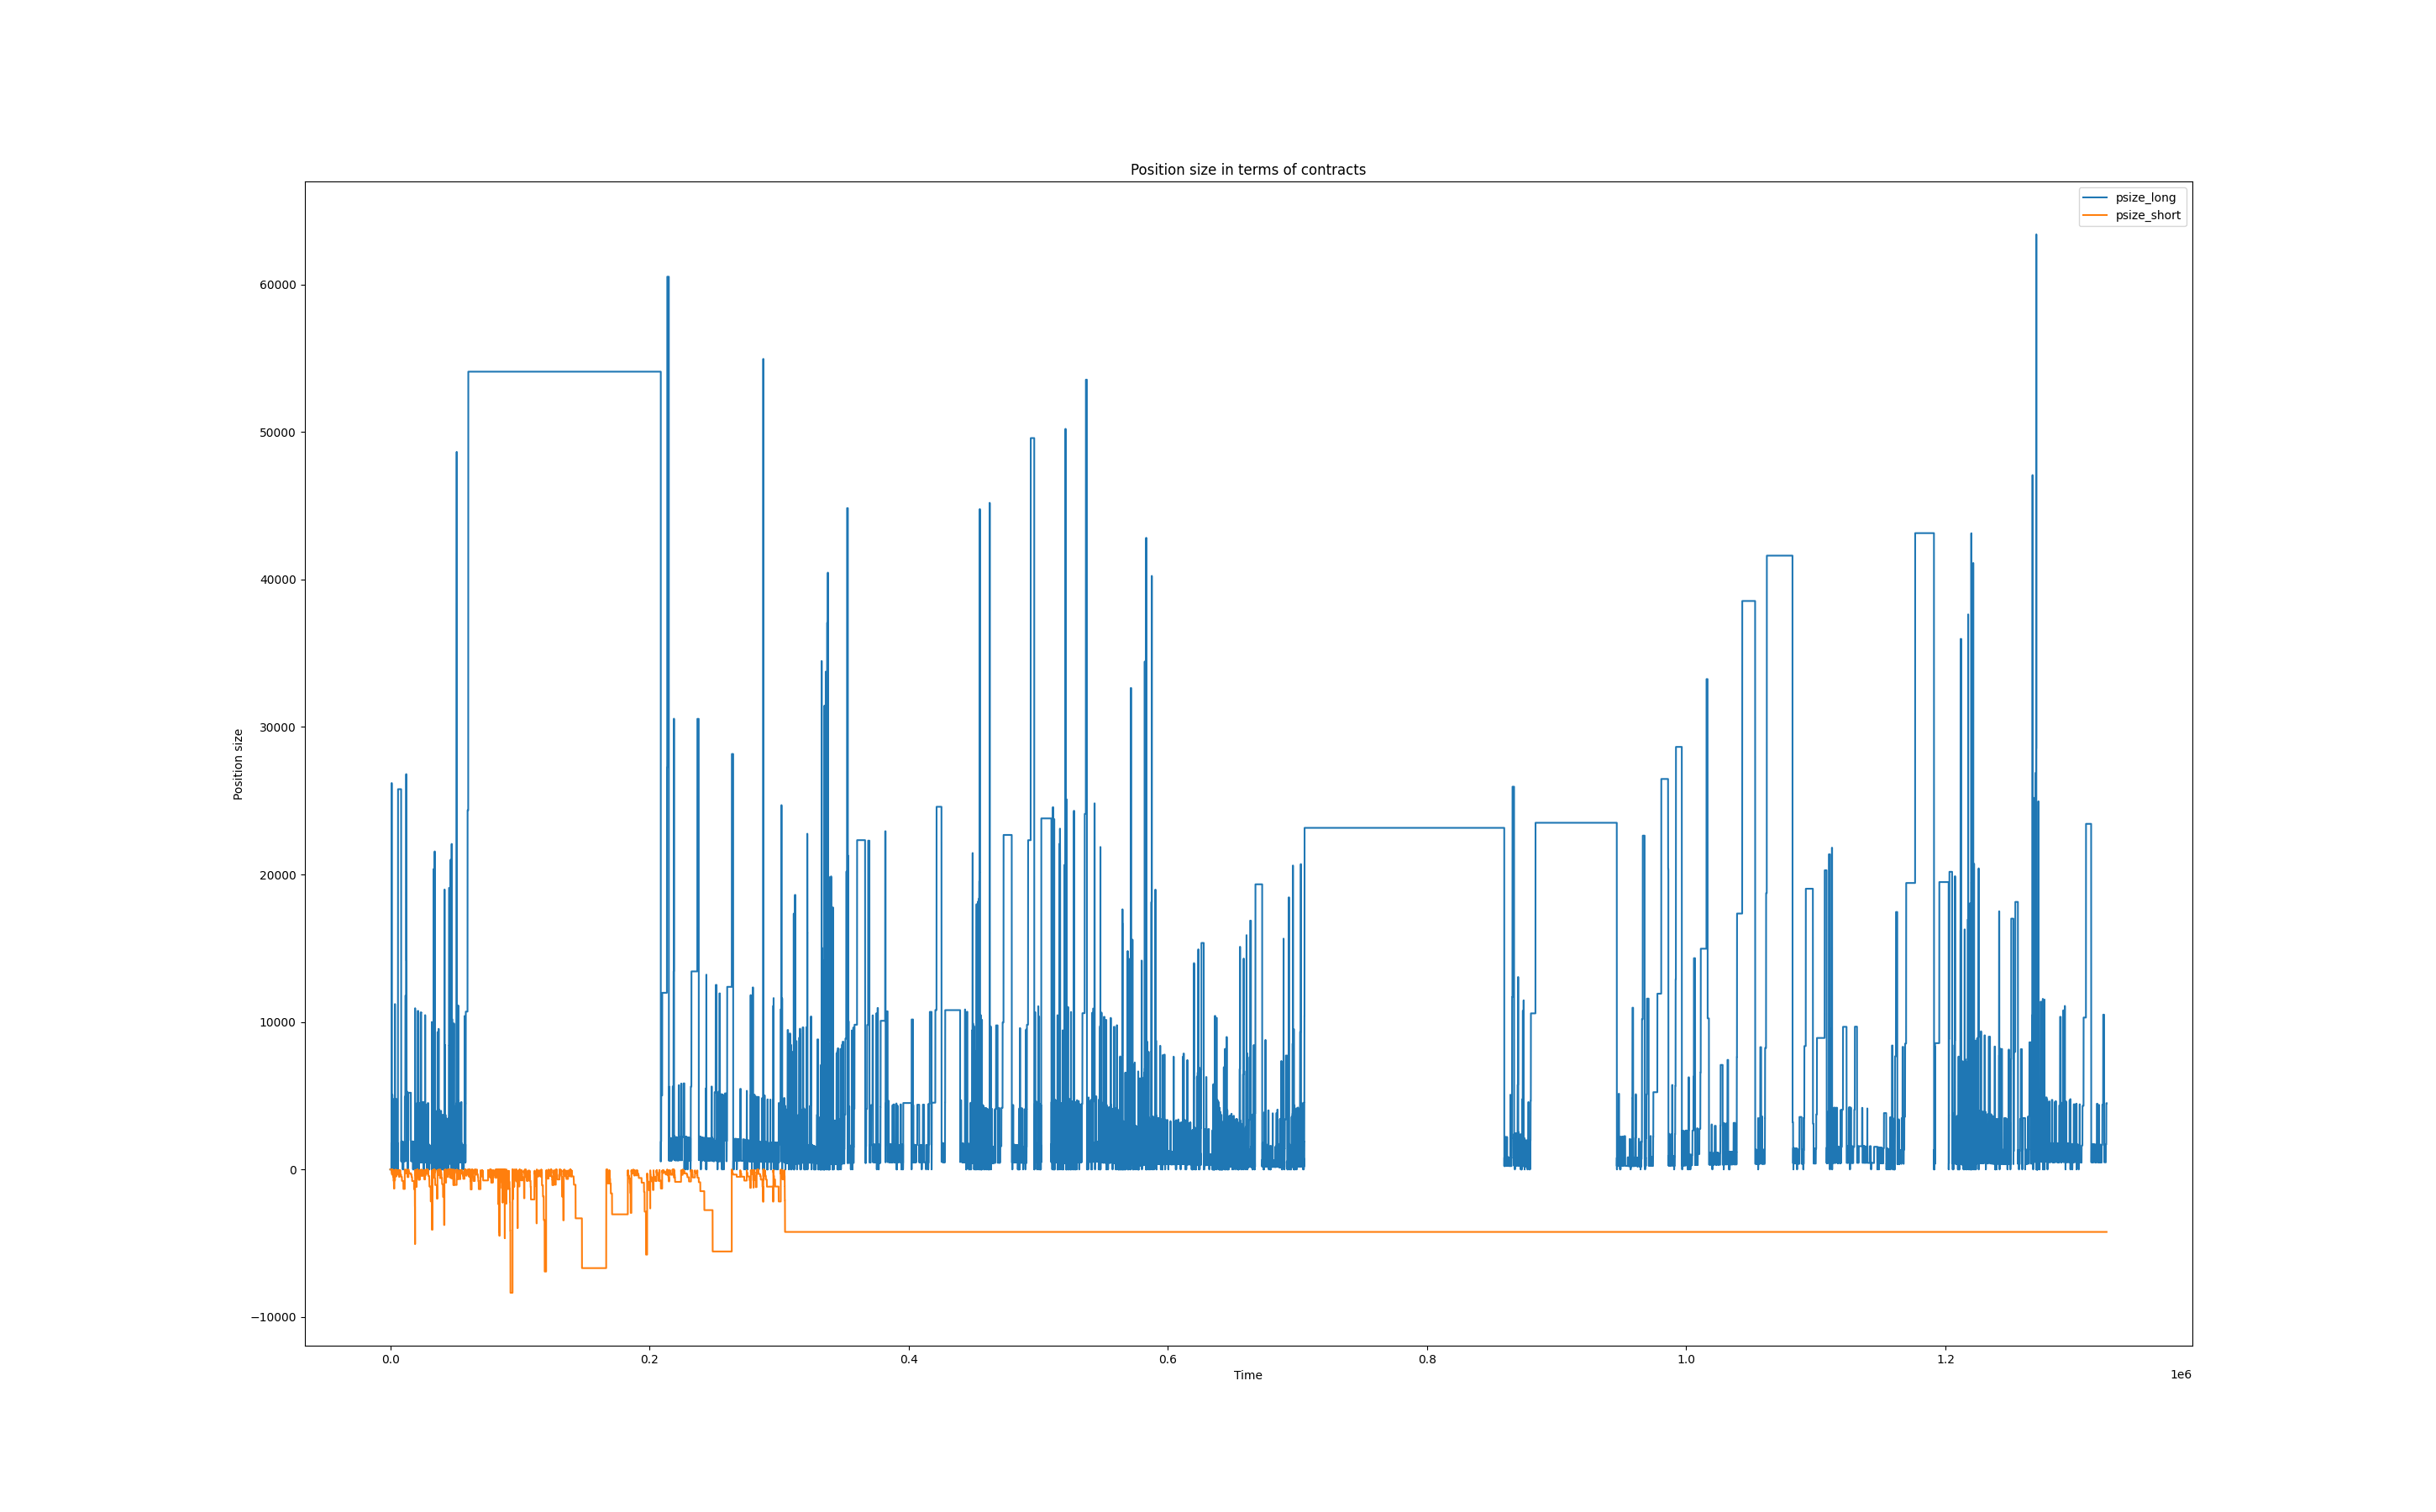 Position size in terms of contracts
psize_long
psize_short
Position size
60000
50000
40000
30000
20000
10000
0
−10000
0.0 0.2 0.4 0.6 0.8 1.0 1.2
Time
1e6